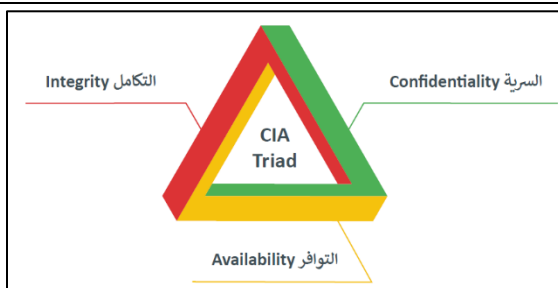 Integrity التكامل
Confidentiality السرية
CIA
Triad
Availability التوافر